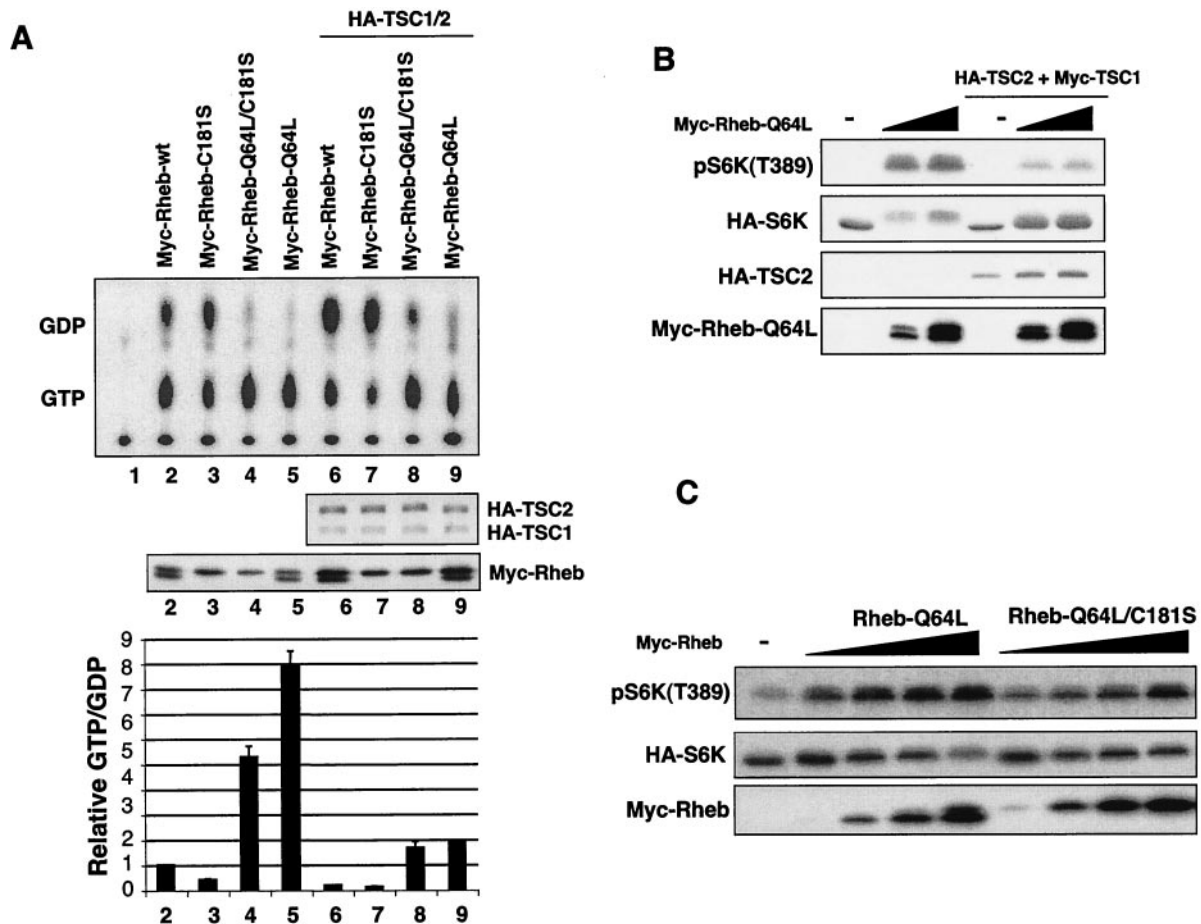 A
HA-TSC1/2
Myc-Rheb-wt
Myc-Rheb-C181S
Myc-Rheb-Q64L/C181S
Myc-Rheb-Q64L
Myc-Rheb-wt
Myc-Rheb-C181S
Myc-Rheb-Q64L/C181S
Myc-Rheb-Q64L
GDP
GTP
1 2 3 4 5 6 7 8 9
HA-TSC2
HA-TSC1
Myc-Rheb
2 3 4 5 6 7 8 9
Relative GTP/GDP
9
8
7
6
5
4
3
2
1
0
2 3 4 5 6 7 8 9
B
HA-TSC2 + Myc-TSC1
Myc-Rheb-Q64L - -
pS6K(T389)
HA-S6K
HA-TSC2
Myc-Rheb-Q64L
C
Rheb-Q64L Rheb-Q64L/C181S
Myc-Rheb -
pS6K(T389)
HA-S6K
Myc-Rheb